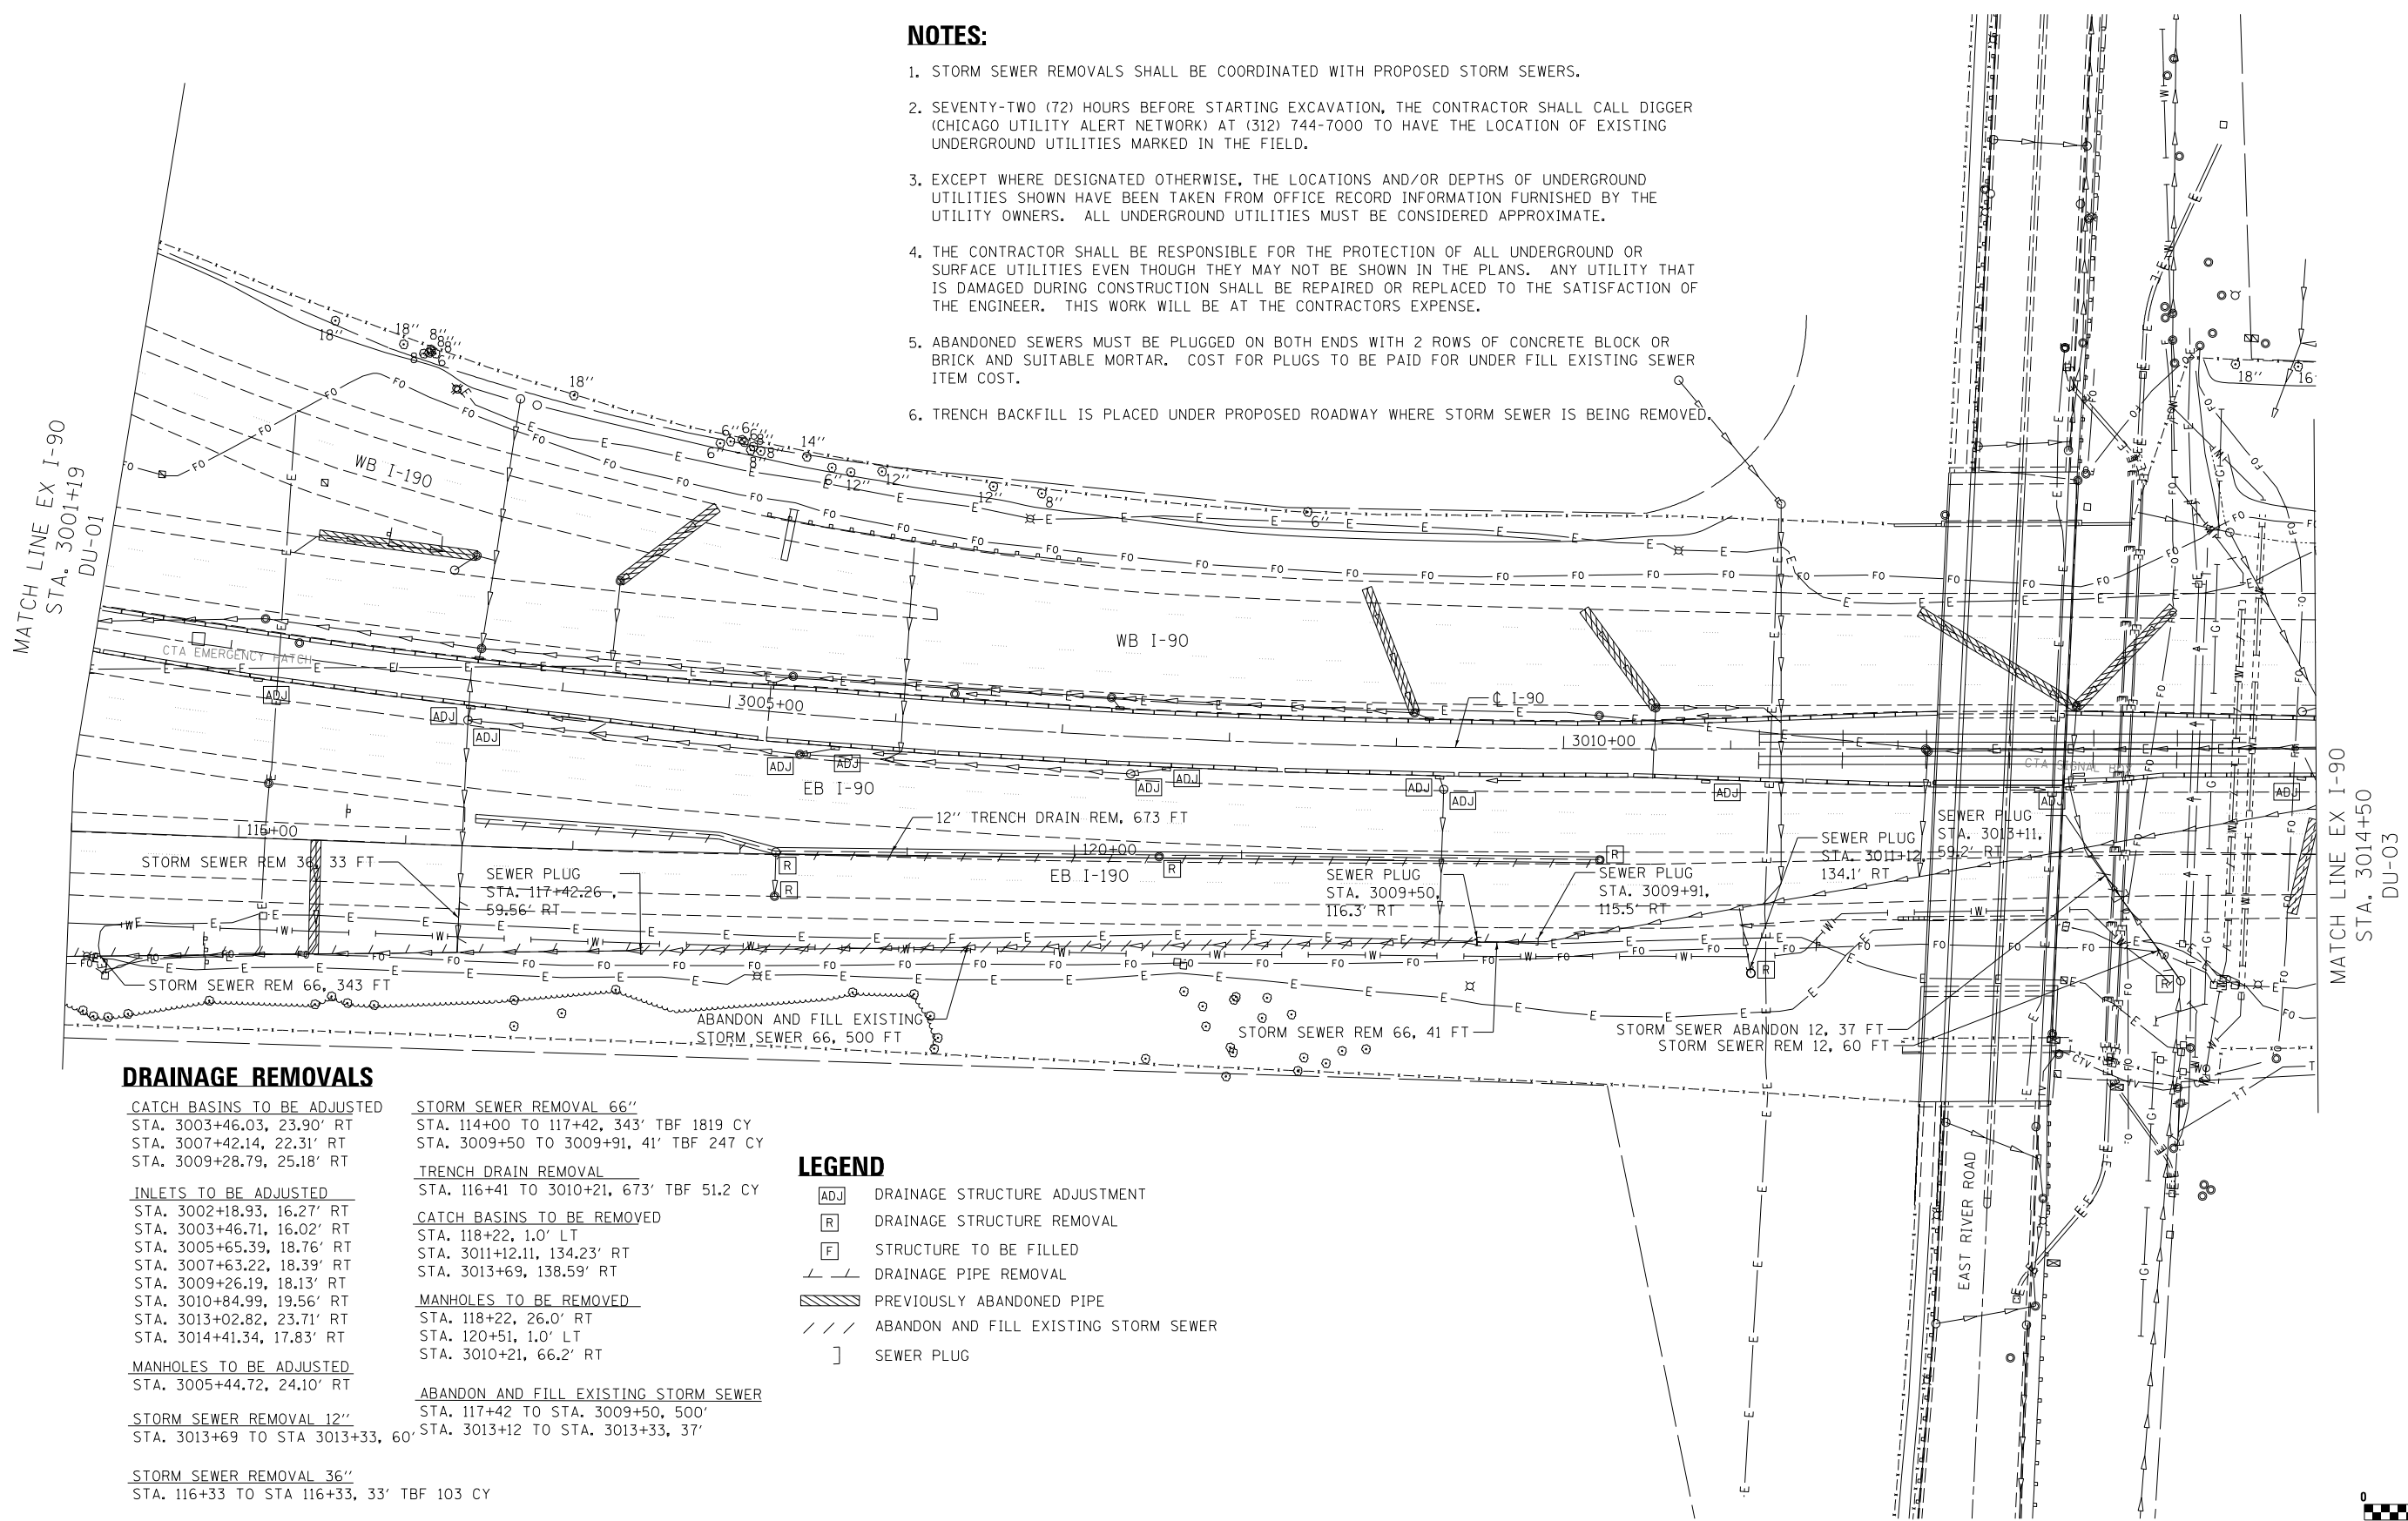 NOTES:
1. STORM SEWER REMOVALS SHALL BE COORDINATED WITH PROPOSED STORM SEWERS.
2. SEVENTY-TWO (72) HOURS BEFORE STARTING EXCAVATION, THE CONTRACTOR SHALL CALL DIGGER
(CHICAGO UTILITY ALERT NETWORK) AT (312) 744-7000 TO HAVE THE LOCATION OF EXISTING
UNDERGROUND UTILITIES MARKED IN THE FIELD.
3. EXCEPT WHERE DESIGNATED OTHERWISE, THE LOCATIONS AND/OR DEPTHS OF UNDERGROUND
UTILITIES SHOWN HAVE BEEN TAKEN FROM OFFICE RECORD INFORMATION FURNISHED BY THE
UTILITY OWNERS. ALL UNDERGROUND UTILITIES MUST BE CONSIDERED APPROXIMATE.
4. THE CONTRACTOR SHALL BE RESPONSIBLE FOR THE PROTECTION OF ALL UNDERGROUND OR
SURFACE UTILITIES EVEN THOUGH THEY MAY NOT BE SHOWN IN THE PLANS. ANY UTILITY THAT
IS DAMAGED DURING CONSTRUCTION SHALL BE REPAIRED OR REPLACED TO THE SATISFACTION OF
THE ENGINEER. THIS WORK WILL BE AT THE CONTRACTORS EXPENSE.
5. ABANDONED SEWERS MUST BE PLUGGED ON BOTH ENDS WITH 2 ROWS OF CONCRETE BLOCK OR
BRICK AND SUITABLE MORTAR. COST FOR PLUGS TO BE PAID FOR UNDER FILL EXISTING SEWER
ITEM COST.
6. TRENCH BACKFILL IS PLACED UNDER PROPOSED ROADWAY WHERE STORM SEWER IS BEING REMOVED.
MATCH LINE EX I-90
STA. 3001+19
DU-01
WB I-190
WB I-90
CTA EMERGENCY HATCH
3005+00
℄ I-90
3010+00
CTA SIGNAL BOX
EB I-90
115+00
12'' TRENCH DRAIN REM, 673 FT
120+00
EB I-190
STORM SEWER REM 36, 33 FT
SEWER PLUG
STA. 117+42.26,
59.56' RT
SEWER PLUG
STA. 3009+50,
116.3' RT
SEWER PLUG
STA. 3009+91,
115.5' RT
SEWER PLUG
STA. 3011+12,
134.1' RT
SEWER PLUG
STA. 3013+11,
59.2' RT
STORM SEWER REM 66, 343 FT
ABANDON AND FILL EXISTING
STORM SEWER 66, 500 FT
STORM SEWER REM 66, 41 FT
STORM SEWER ABANDON 12, 37 FT
STORM SEWER REM 12, 60 FT
EAST RIVER ROAD
MATCH LINE EX I-90
STA. 3014+50
DU-03
DRAINAGE REMOVALS
CATCH BASINS TO BE ADJUSTED
STA. 3003+46.03, 23.90' RT
STA. 3007+42.14, 22.31' RT
STA. 3009+28.79, 25.18' RT
INLETS TO BE ADJUSTED
STA. 3002+18.93, 16.27' RT
STA. 3003+46.71, 16.02' RT
STA. 3005+65.39, 18.76' RT
STA. 3007+63.22, 18.39' RT
STA. 3009+26.19, 18.13' RT
STA. 3010+84.99, 19.56' RT
STA. 3013+02.82, 23.71' RT
STA. 3014+41.34, 17.83' RT
MANHOLES TO BE ADJUSTED
STA. 3005+44.72, 24.10' RT
STORM SEWER REMOVAL 12''
STA. 3013+69 TO STA 3013+33, 60'
STORM SEWER REMOVAL 36''
STA. 116+33 TO STA 116+33, 33' TBF 103 CY
STORM SEWER REMOVAL 66''
STA. 114+00 TO 117+42, 343' TBF 1819 CY
STA. 3009+50 TO 3009+91, 41' TBF 247 CY
TRENCH DRAIN REMOVAL
STA. 116+41 TO 3010+21, 673' TBF 51.2 CY
CATCH BASINS TO BE REMOVED
STA. 118+22, 1.0' LT
STA. 3011+12.11, 134.23' RT
STA. 3013+69, 138.59' RT
MANHOLES TO BE REMOVED
STA. 118+22, 26.0' RT
STA. 120+51, 1.0' LT
STA. 3010+21, 66.2' RT
ABANDON AND FILL EXISTING STORM SEWER
STA. 117+42 TO STA. 3009+50, 500'
STA. 3013+12 TO STA. 3013+33, 37'
LEGEND
ADJ DRAINAGE STRUCTURE ADJUSTMENT
R DRAINAGE STRUCTURE REMOVAL
F STRUCTURE TO BE FILLED
DRAINAGE PIPE REMOVAL
PREVIOUSLY ABANDONED PIPE
ABANDON AND FILL EXISTING STORM SEWER
SEWER PLUG
0